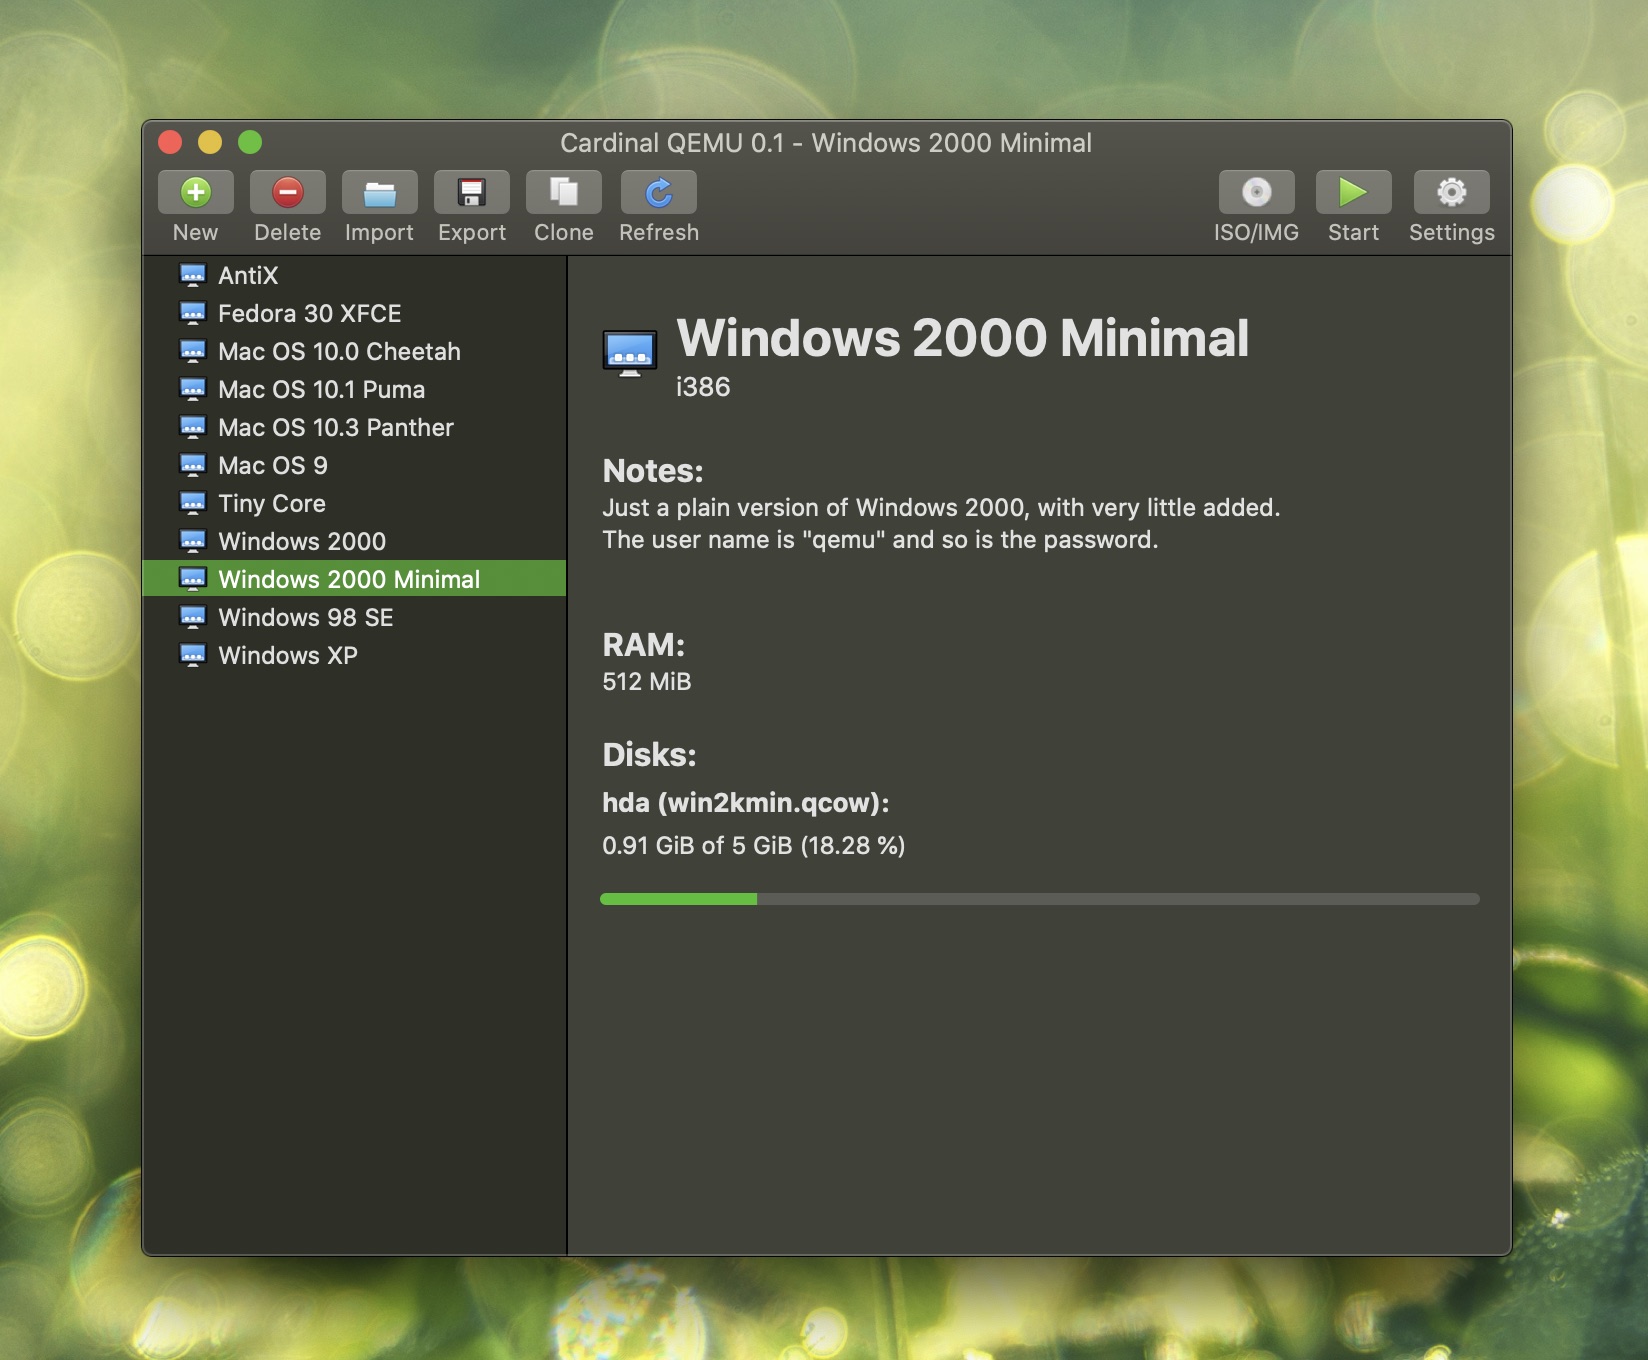 Cardinal QEMU 0.1 - Windows 2000 Minimal
New Delete Import Export Clone Refresh ISO/IMG Start Settings
AntiX
Fedora 30 XFCE
Mac OS 10.0 Cheetah
Mac OS 10.1 Puma
Mac OS 10.3 Panther
Mac OS 9
Tiny Core
Windows 2000
Windows 2000 Minimal
Windows 98 SE
Windows XP
Windows 2000 Minimal
i386
Notes:
Just a plain version of Windows 2000, with very little added.
The user name is "qemu" and so is the password.
RAM:
512 MiB
Disks:
hda (win2kmin.qcow):
0.91 GiB of 5 GiB (18.28 %)